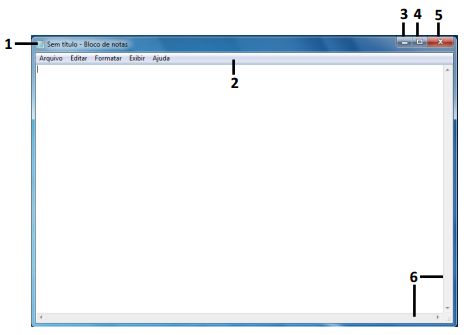 3 4 5
1 Sem título - Bloco de notas
Arquivo Editar Formatar Exibir Ajuda
2
6